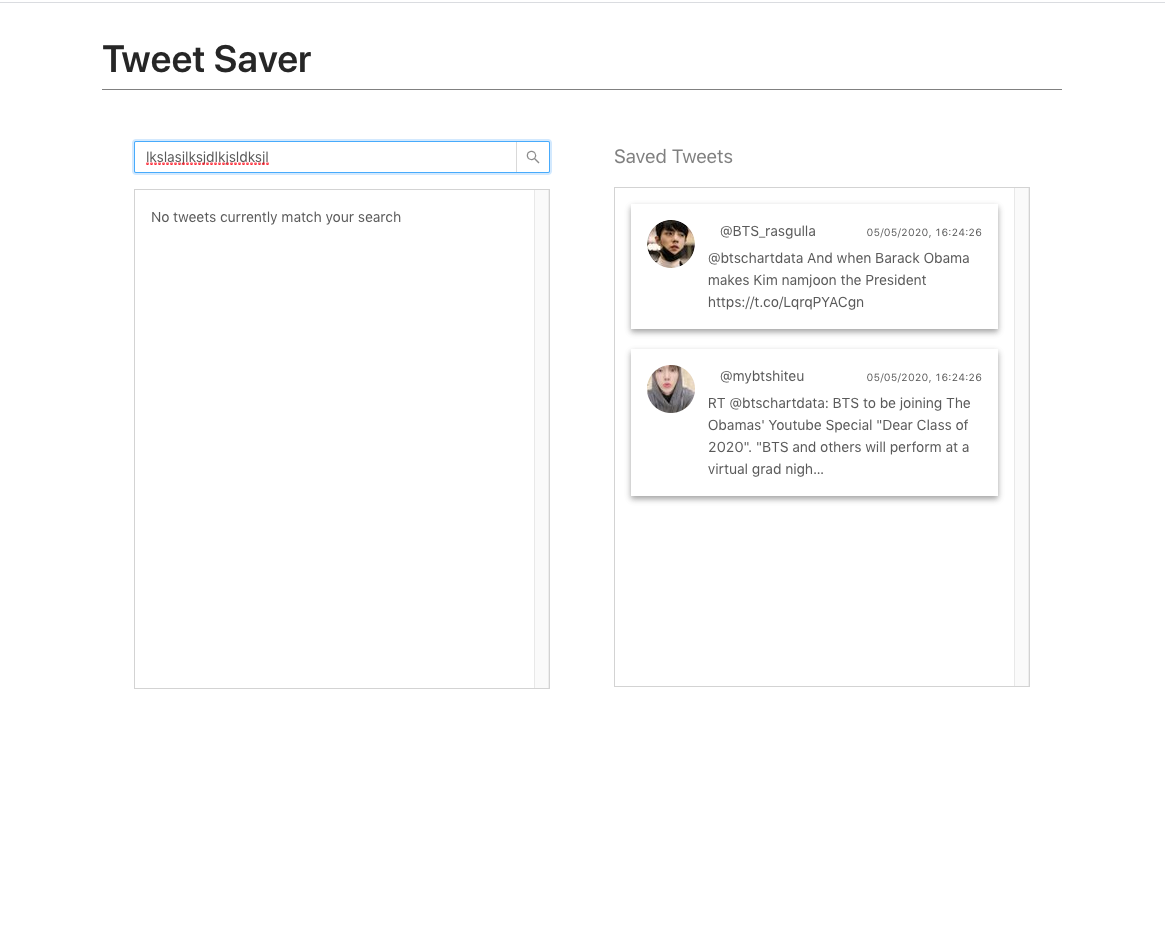 Tweet Saver
lkslasjlksjdlkjsldksjl
No tweets currently match your search
Saved Tweets
@BTS_rasgulla 05/05/2020, 16:24:26
@btschartdata And when Barack Obama
makes Kim namjoon the President
https://t.co/LqrqPYACgn
@mybtshiteu 05/05/2020, 16:24:26
RT @btschartdata: BTS to be joining The
Obamas' Youtube Special "Dear Class of
2020". "BTS and others will perform at a
virtual grad nigh…